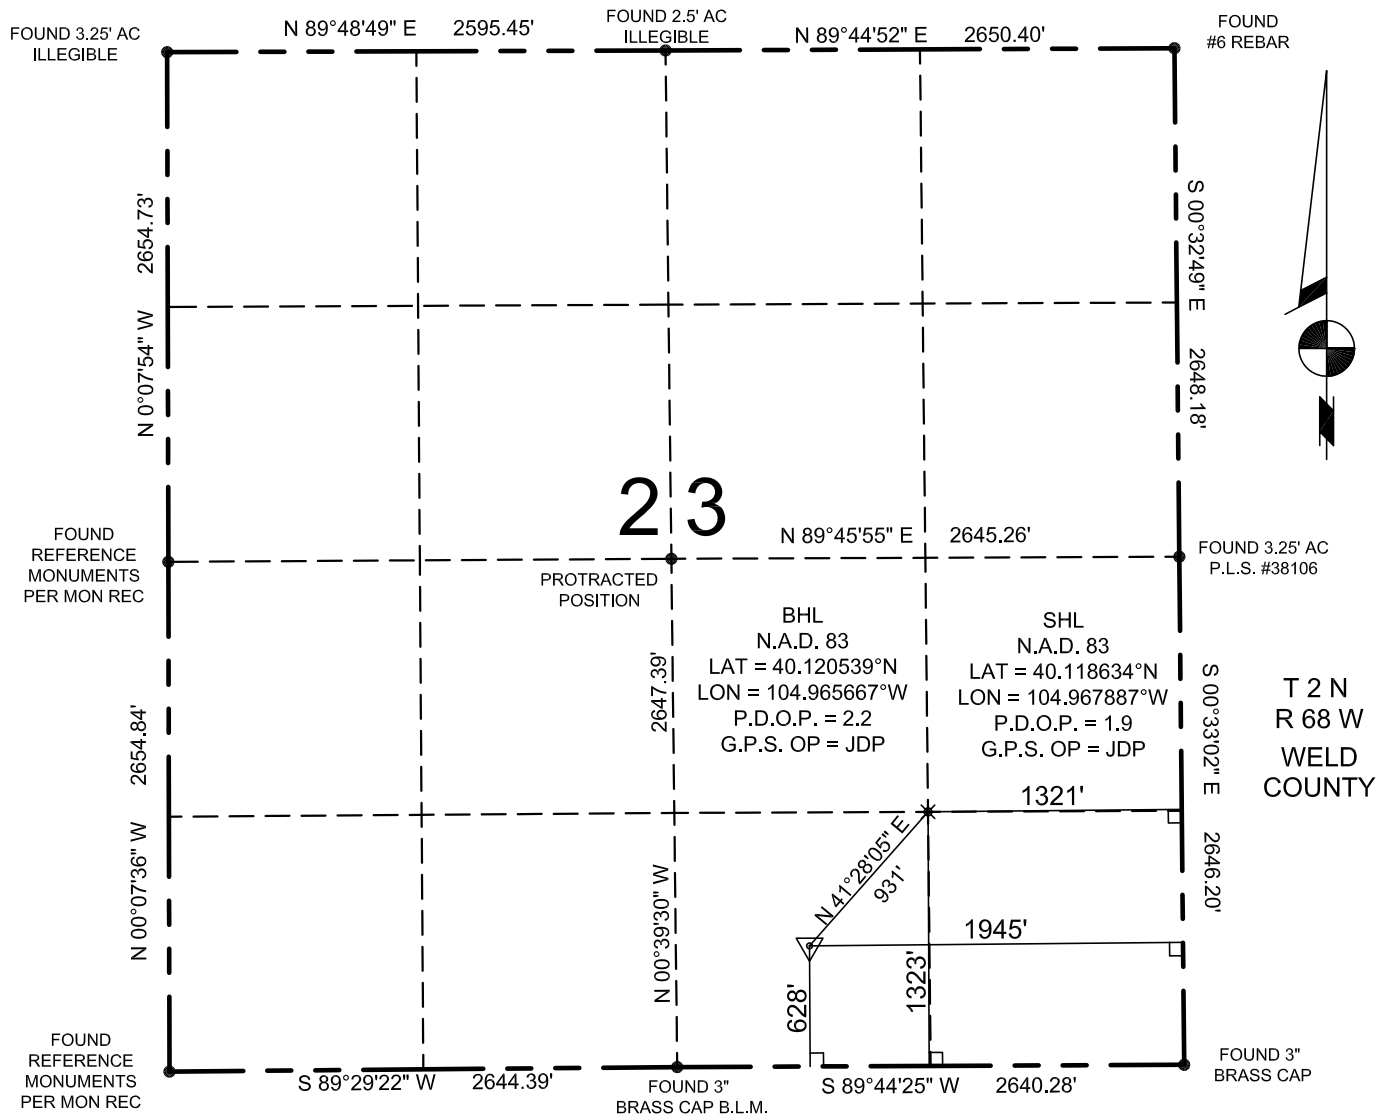 FOUND 3.25' AC
ILLEGIBLE
N 89°48'49" E 2595.45'
FOUND 2.5' AC
ILLEGIBLE
N 89°44'52" E 2650.40'
FOUND
#6 REBAR
N 0°07'54" W 2654.73'
S 00°32'49" E 2648.18'
23
N 89°45'55" E 2645.26'
FOUND
REFERENCE
MONUMENTS
PER MON REC
PROTRACTED
POSITION
FOUND 3.25' AC
P.L.S. #38106
BHL
N.A.D. 83
LAT = 40.120539°N
LON = 104.965667°W
P.D.O.P. = 2.2
G.P.S. OP = JDP
SHL
N.A.D. 83
LAT = 40.118634°N
LON = 104.967887°W
P.D.O.P. = 1.9
G.P.S. OP = JDP
T 2 N
R 68 W
WELD
COUNTY
N 00°07'36" W 2654.84'
N 00°39'30" W 2647.39'
S 00°33'02" E 2646.20'
1321'
N 41°28'05" E
931'
1945'
1323'
628'
FOUND
REFERENCE
MONUMENTS
PER MON REC
S 89°29'22" W 2644.39'
FOUND 3"
BRASS CAP B.L.M.
S 89°44'25" W 2640.28'
FOUND 3"
BRASS CAP